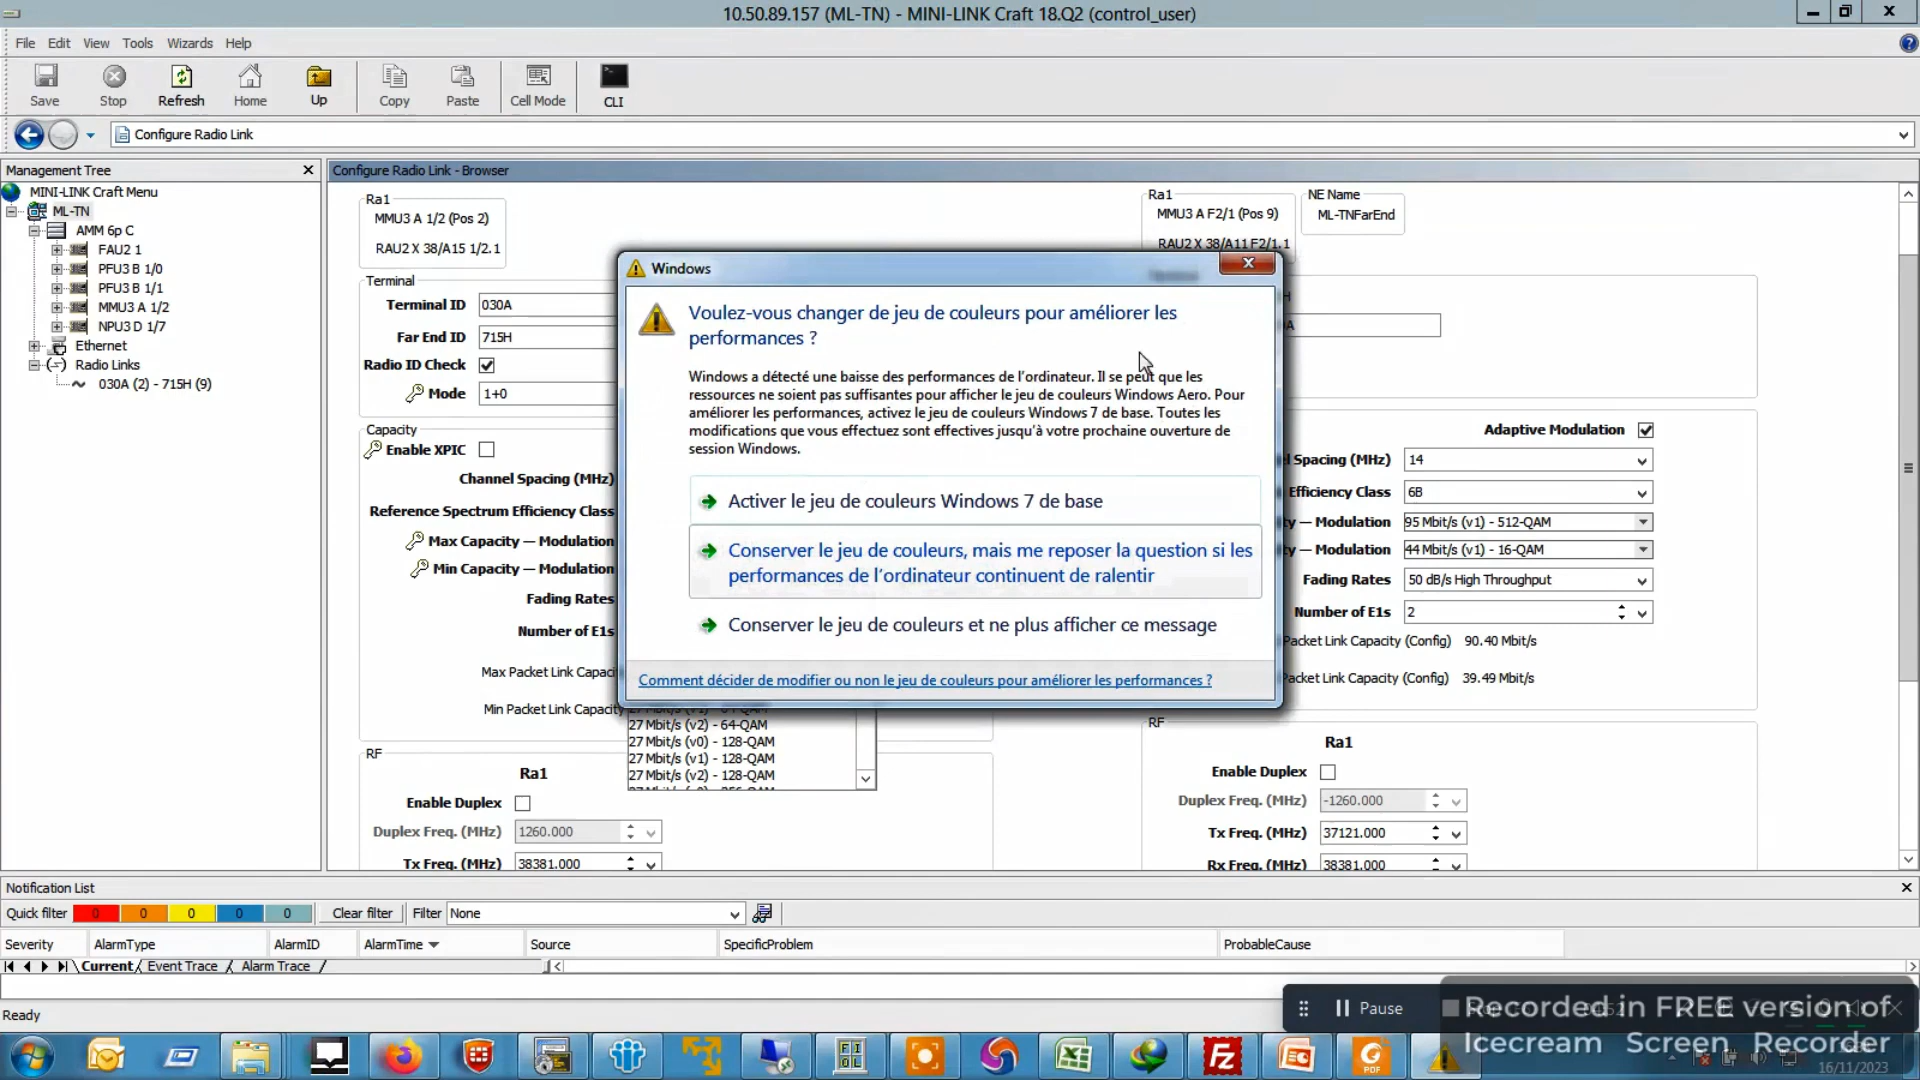 10.50.89.157 (ML-TN) - MINI-LINK Craft 18.Q2 (control_user)
File Edit View Tools Wizards Help
Save Stop Refresh Home Up Copy Paste Cell Mode CLI
Configure Radio Link
Management Tree
MINI-LINK Craft Menu
ML-TN
AMM 6p C
FAU2 1
PFU3 B 1/0
PFU3 B 1/1
MMU3 A 1/2
NPU3 D 1/7
Ethernet
Radio Links
030A (2) - 715H (9)
Configure Radio Link - Browser
Ra1
MMU3 A 1/2 (Pos 2)
RAU2 X 38/A15 1/2.1
Terminal
Terminal ID 030A
Far End ID 715H
Radio ID Check
Mode 1+0
Capacity
Enable XPIC
Channel Spacing (MHz)
Reference Spectrum Efficiency Class
Max Capacity — Modulation
Min Capacity — Modulation
Fading Rates
Number of E1s
Max Packet Link Capaci
Min Packet Link Capacity
27 Mbit/s (v2) - 64-QAM
27 Mbit/s (v0) - 128-QAM
27 Mbit/s (v1) - 128-QAM
27 Mbit/s (v2) - 128-QAM
RF
Ra1
Enable Duplex
Duplex Freq. (MHz) 1260.000
Tx Freq. (MHz) 38381.000
Ra1
MMU3 A F2/1 (Pos 9)
RAU2 X 38/A11 F2/1.1
NE Name
ML-TNFarEnd
Adaptive Modulation
l Spacing (MHz) 14
Efficiency Class 6B
y — Modulation 95 Mbit/s (v1) - 512-QAM
y — Modulation 44 Mbit/s (v1) - 16-QAM
Fading Rates 50 dB/s High Throughput
Number of E1s 2
Packet Link Capacity (Config) 90.40 Mbit/s
Packet Link Capacity (Config) 39.49 Mbit/s
RF
Ra1
Enable Duplex
Duplex Freq. (MHz) -1260.000
Tx Freq. (MHz) 37121.000
Rx Freq. (MHz) 38381.000
Windows
Voulez-vous changer de jeu de couleurs pour améliorer les
performances ?
Windows a détecté une baisse des performances de l'ordinateur. Il se peut que les
ressources ne soient pas suffisantes pour afficher le jeu de couleurs Windows Aero. Pour
améliorer les performances, activez le jeu de couleurs Windows 7 de base. Toutes les
modifications que vous effectuez sont effectives jusqu'à votre prochaine ouverture de
session Windows.
Activer le jeu de couleurs Windows 7 de base
Conserver le jeu de couleurs, mais me reposer la question si les
performances de l'ordinateur continuent de ralentir
Conserver le jeu de couleurs et ne plus afficher ce message
Comment décider de modifier ou non le jeu de couleurs pour améliorer les performances ?
Notification List
Quick filter 0 0 0 0 0 Clear filter Filter None
Severity AlarmType AlarmID AlarmTime Source SpecificProblem ProbableCause
Current Event Trace Alarm Trace
Ready
Pause
Recorded in FREE version of
Icecream Screen Recorder
16/11/2023